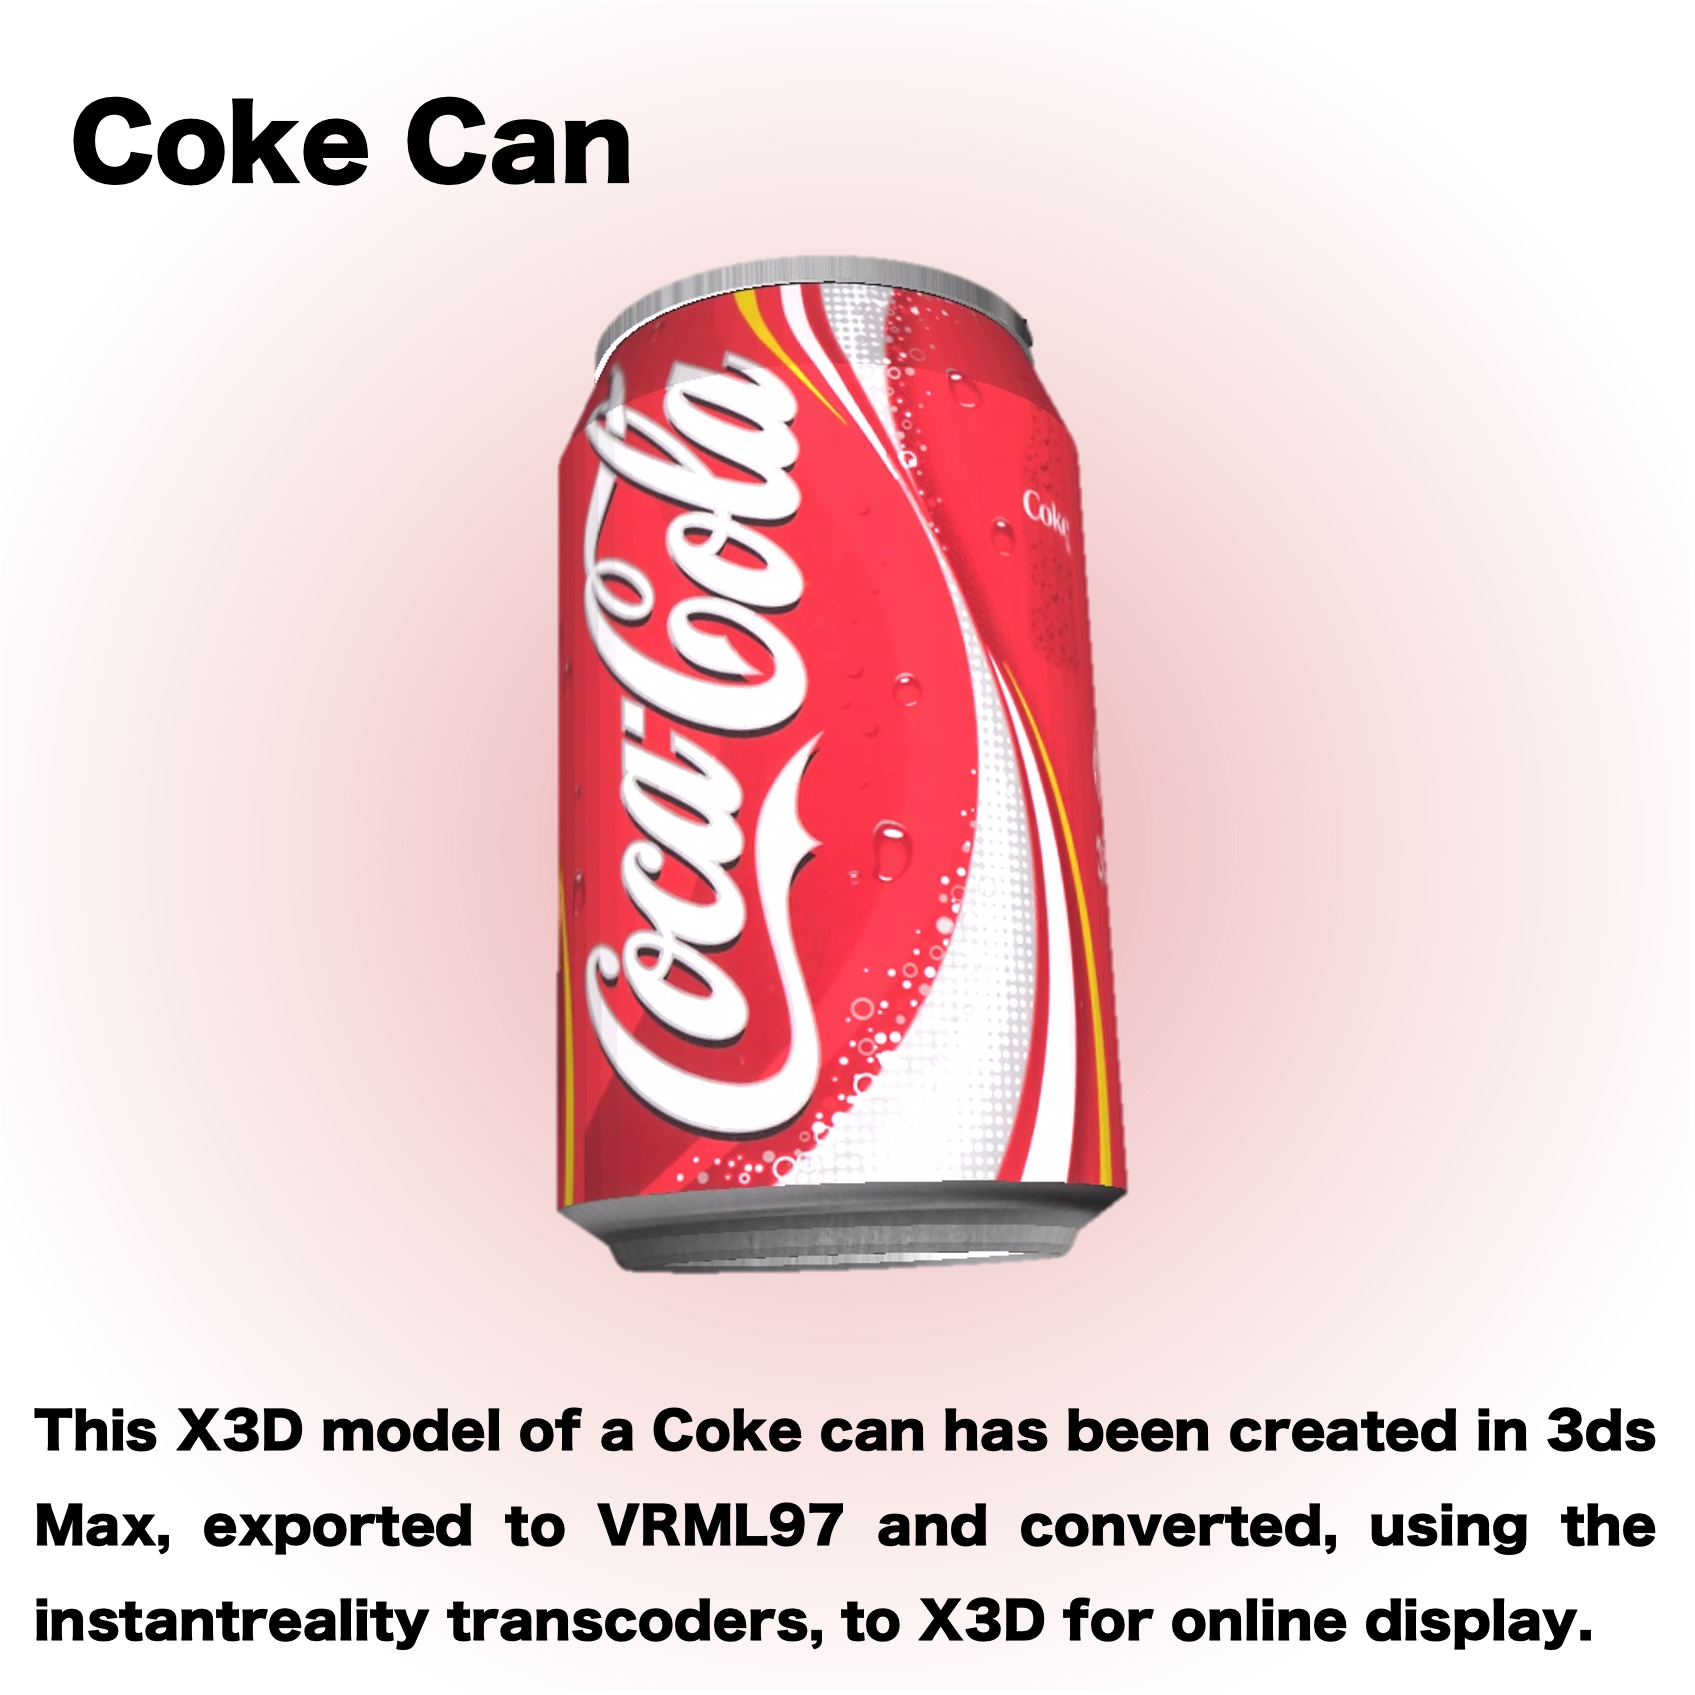 Coke Can
Coca-Cola
Coke
This X3D model of a Coke can has been created in 3ds
Max, exported to VRML97 and converted, using the
instantreality transcoders, to X3D for online display.